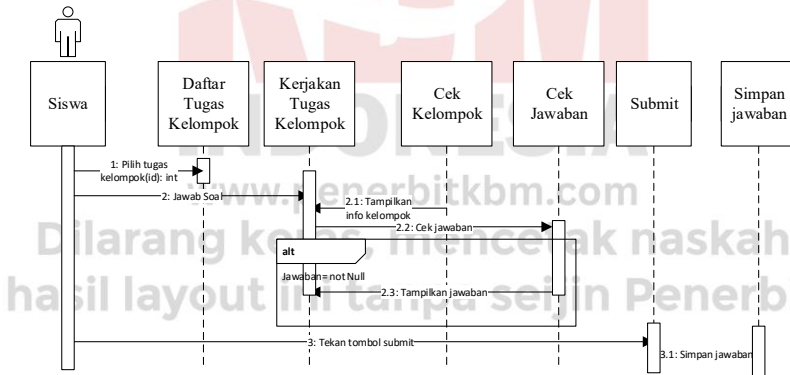 Siswa
Daftar
Tugas
Kelompok
Kerjakan
Tugas
Kelompok
Cek
Kelompok
Cek
Jawaban
Submit
Simpan
jawaban
1: Pilih tugas
kelompok(id): int
2: Jawab Soal
2.1: Tampilkan
info kelompok
2.2: Cek jawaban
alt
Jawaban= not Null
2.3: Tampilkan jawaban
3: Tekan tombol submit
3.1: Simpan jawaban
INDONESIA
www.penerbitkbm.com
Dilarang keras, mencetak naskah
hasil layout ini tanpa seijin Penerb